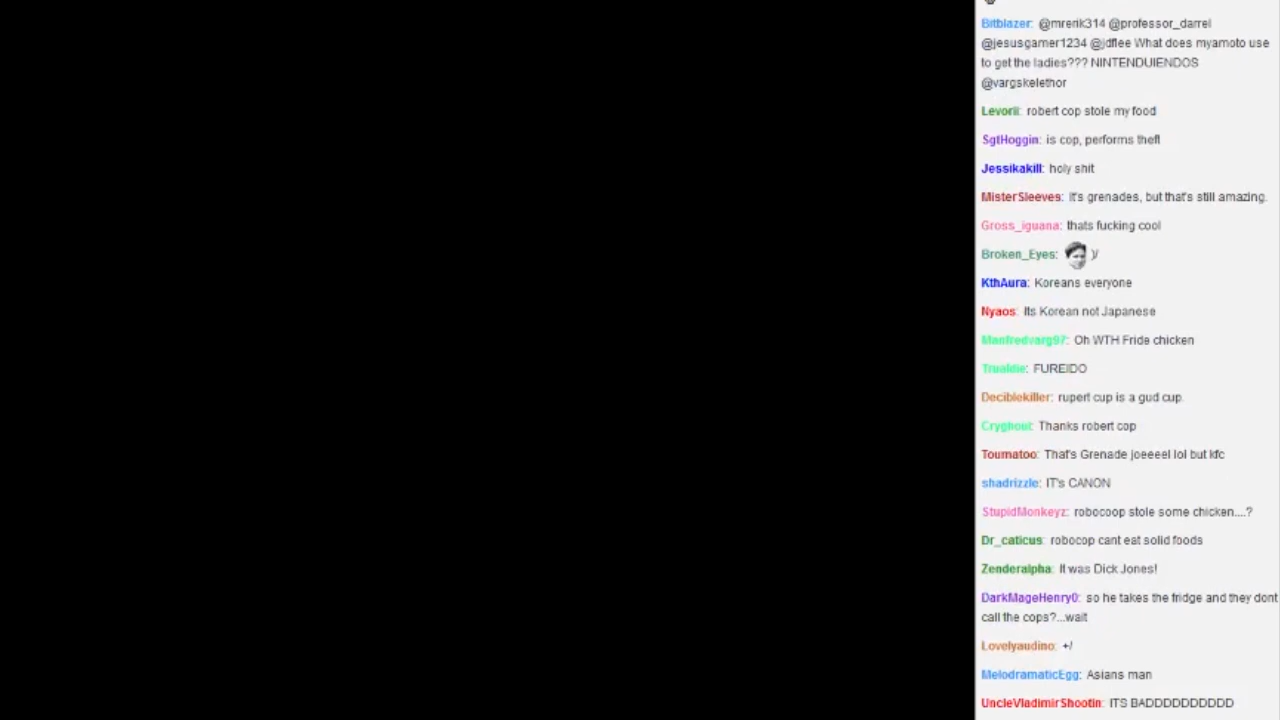 Bitblazer: @mrerik314 @professor_darrel
@jesusgamer1234 @jdflee What does myamoto use
to get the ladies??? NINTENDUIENDOS
@vargskelethor
Levorii: robert cop stole my food
SgtHoggin: is cop, performs theft
Jessikakill: holy shit
MisterSleeves: It's grenades, but that's still amazing.
Gross_iguana: thats fucking cool
Broken_Eyes: )/
KthAura: Koreans everyone
Nyaos: Its Korean not Japanese
Manfredvarg97: Oh WTH Fride chicken
Trualdie: FUREIDO
Deciblekiller: rupert cup is a gud cup.
Cryghout: Thanks robert cop
Toumatoo: That's Grenade joeeeel lol but kfc
shadrizzle: IT's CANON
StupidMonkeyz: robocoop stole some chicken....?
Dr_caticus: robocop cant eat solid foods
Zenderalpha: It was Dick Jones!
DarkMageHenry0: so he takes the fridge and they dont
call the cops?...wait
Lovelyaudino: +/
MelodramaticEgg: Asians man
UncleVladimirShootin: ITS BADDDDDDDDDD